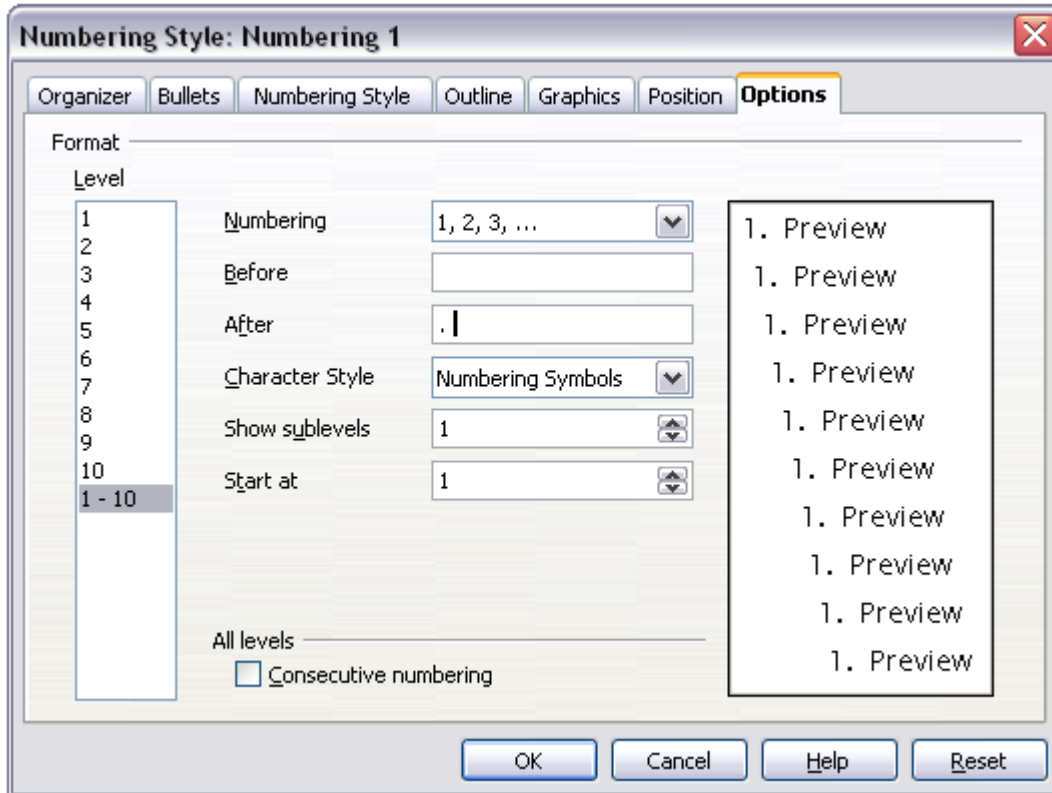 Numbering Style: Numbering 1
Organizer Bullets Numbering Style Outline Graphics Position Options
Format
Level
1
2
3
4
5
6
7
8
9
10
1 - 10
Numbering 1, 2, 3, ...
Before
After .
Character Style Numbering Symbols
Show sublevels 1
Start at 1
All levels
Consecutive numbering
1. Preview
1. Preview
1. Preview
1. Preview
1. Preview
1. Preview
1. Preview
1. Preview
1. Preview
1. Preview
OK Cancel Help Reset